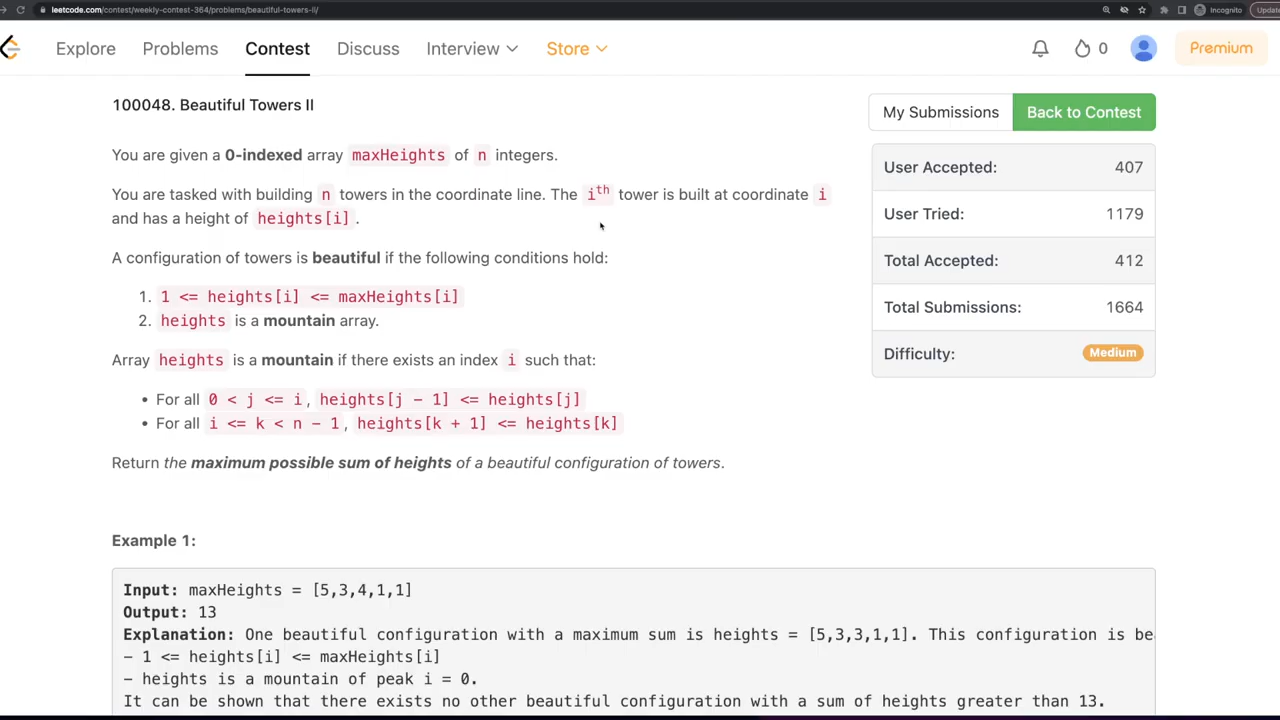 leetcode.com/contest/weekly-contest-364/problems/beautiful-towers-ii/
Incognito
Update
Explore Problems Contest Discuss Interview Store 0 Premium
100048. Beautiful Towers II
My Submissions Back to Contest
You are given a 0-indexed array maxHeights of n integers.
You are tasked with building n towers in the coordinate line. The ith tower is built at coordinate i
and has a height of heights[i] .
A configuration of towers is beautiful if the following conditions hold:
1. 1 <= heights[i] <= maxHeights[i]
2. heights is a mountain array.
Array heights is a mountain if there exists an index i such that:
• For all 0 < j <= i, heights[j - 1] <= heights[j]
• For all i <= k < n - 1, heights[k + 1] <= heights[k]
Return the maximum possible sum of heights of a beautiful configuration of towers.
User Accepted: 407
User Tried: 1179
Total Accepted: 412
Total Submissions: 1664
Difficulty: Medium
Example 1:
Input: maxHeights = [5,3,4,1,1]
Output: 13
Explanation: One beautiful configuration with a maximum sum is heights = [5,3,3,1,1]. This configuration is be
- 1 <= heights[i] <= maxHeights[i]
- heights is a mountain of peak i = 0.
It can be shown that there exists no other beautiful configuration with a sum of heights greater than 13.